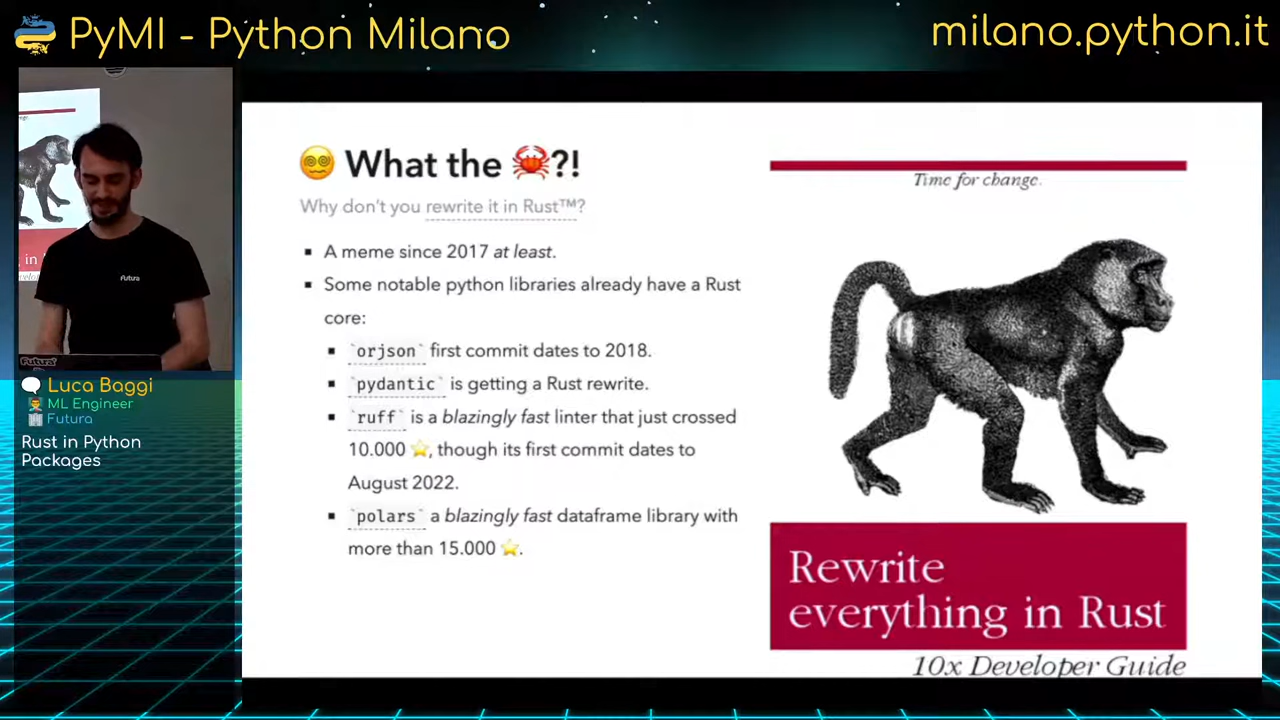 PyMI - Python Milano
milano.python.it
Futura
Futura
Luca Baggi
ML Engineer
Futura
Rust in Python
Packages
😵‍💫 What the 🦀?!
Why don't you rewrite it in Rust™?
▪ A meme since 2017 at least.
▪ Some notable python libraries already have a Rust
core:
▪ `orjson` first commit dates to 2018.
▪ `pydantic` is getting a Rust rewrite.
▪ `ruff` is a blazingly fast linter that just crossed
10.000 ⭐, though its first commit dates to
August 2022.
▪ `polars` a blazingly fast dataframe library with
more than 15.000 ⭐.
Time for change.
Rewrite
everything in Rust
10x Developer Guide